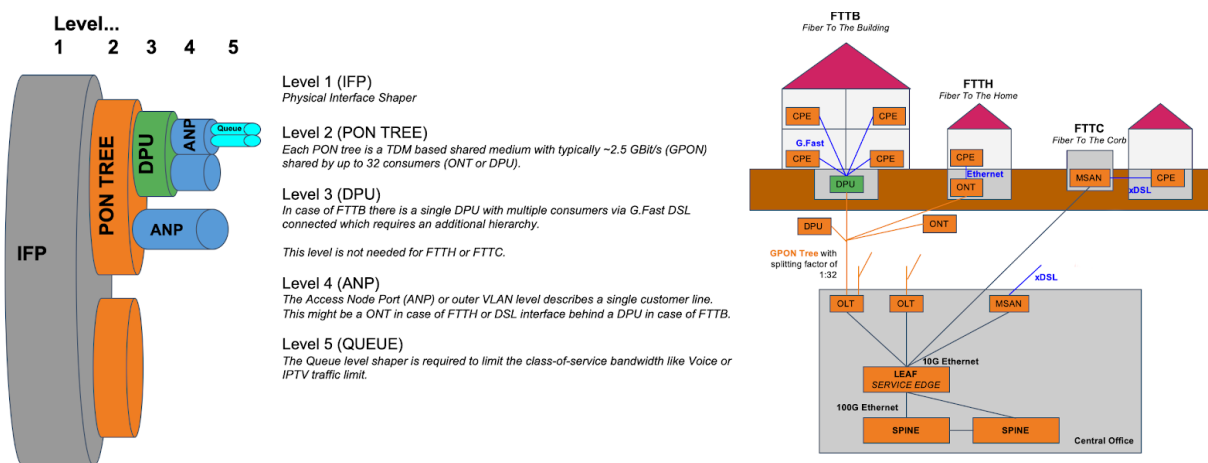 Level...
1 2 3 4 5
IFP
PON TREE
DPU
ANP
Queue
ANP
Level 1 (IFP)
Physical Interface Shaper
Level 2 (PON TREE)
Each PON tree is a TDM based shared medium with typically ~2.5 GBit/s (GPON)
shared by up to 32 consumers (ONT or DPU).
Level 3 (DPU)
In case of FTTB there is a single DPU with multiple consumers via G.Fast DSL
connected which requires an additional hierarchy.
This level is not needed for FTTH or FTTC.
Level 4 (ANP)
The Access Node Port (ANP) or outer VLAN level describes a single customer line.
This might be a ONT in case of FTTH or DSL interface behind a DPU in case of FTTB.
Level 5 (QUEUE)
The Queue level shaper is required to limit the class-of-service bandwidth like Voice or
IPTV traffic limit.
FTTB
Fiber To The Building
CPE CPE
G.Fast
CPE CPE
DPU
FTTH
Fiber To The Home
CPE
Ethernet
ONT
FTTC
Fiber To The Corb
MSAN
xDSL
CPE
DPU
ONT
GPON Tree with
splitting factor of
1:32
xDSL
OLT OLT MSAN
10G Ethernet
LEAF
SERVICE EDGE
100G Ethernet
SPINE SPINE
Central Office